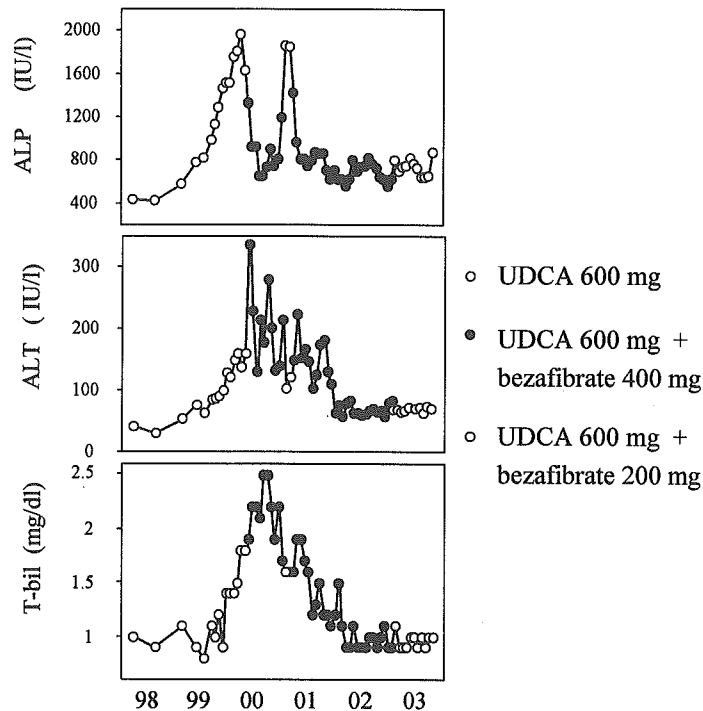 ALP (IU/l)
2000
1600
1200
800
400
ALT ( IU/l)
300
200
100
0
T-bil (mg/dl)
2.5
2
1.5
1
98 99 00 01 02 03
UDCA 600 mg
UDCA 600 mg +
bezafibrate 400 mg
UDCA 600 mg +
bezafibrate 200 mg